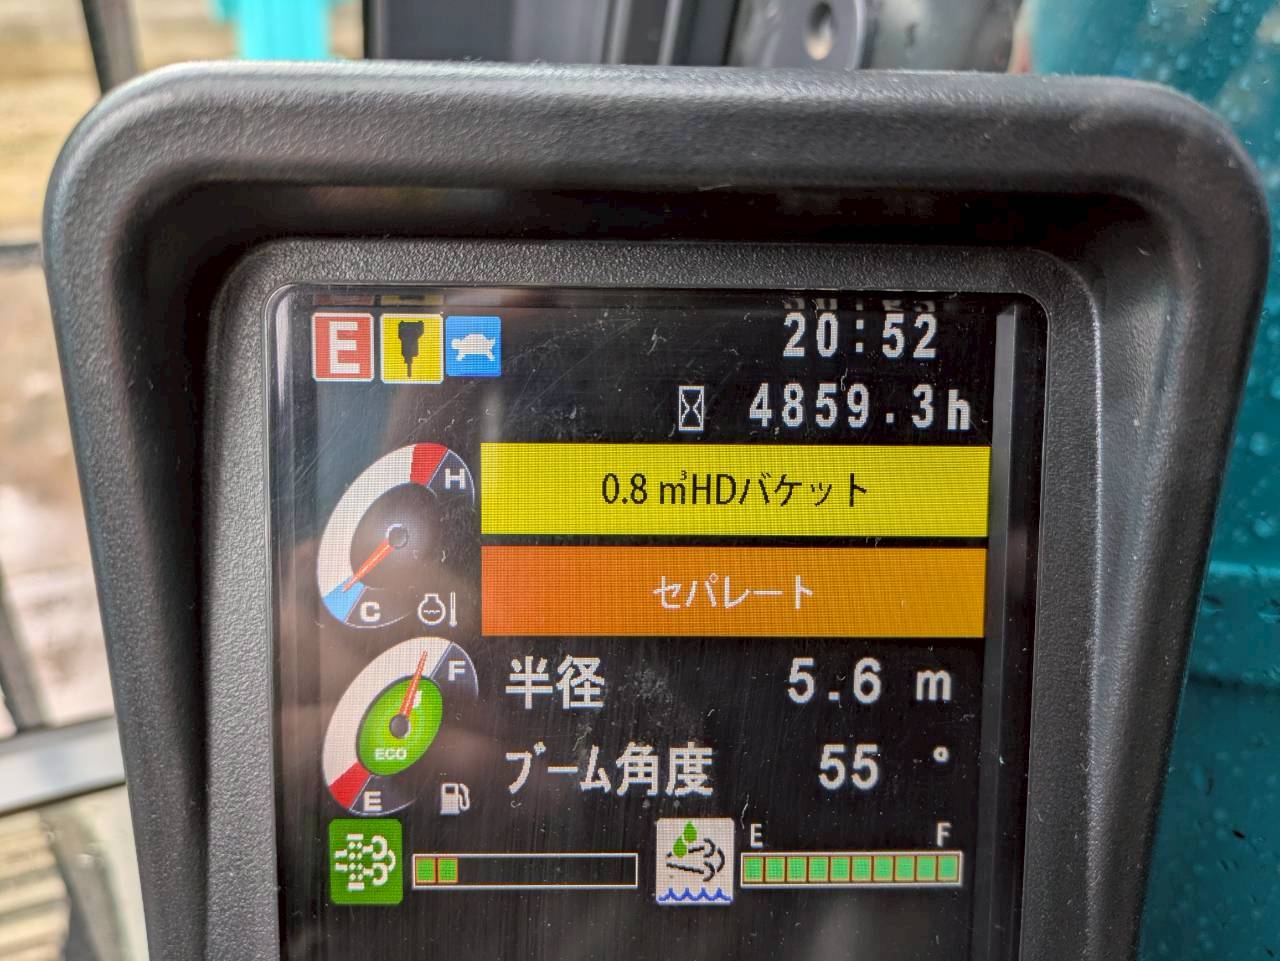 E
20:52
4859.3h
H
C
0.8 m³HDバケット
セパレート
F
ECO
E
半径 5.6 m
ブーム角度 55 °
E F